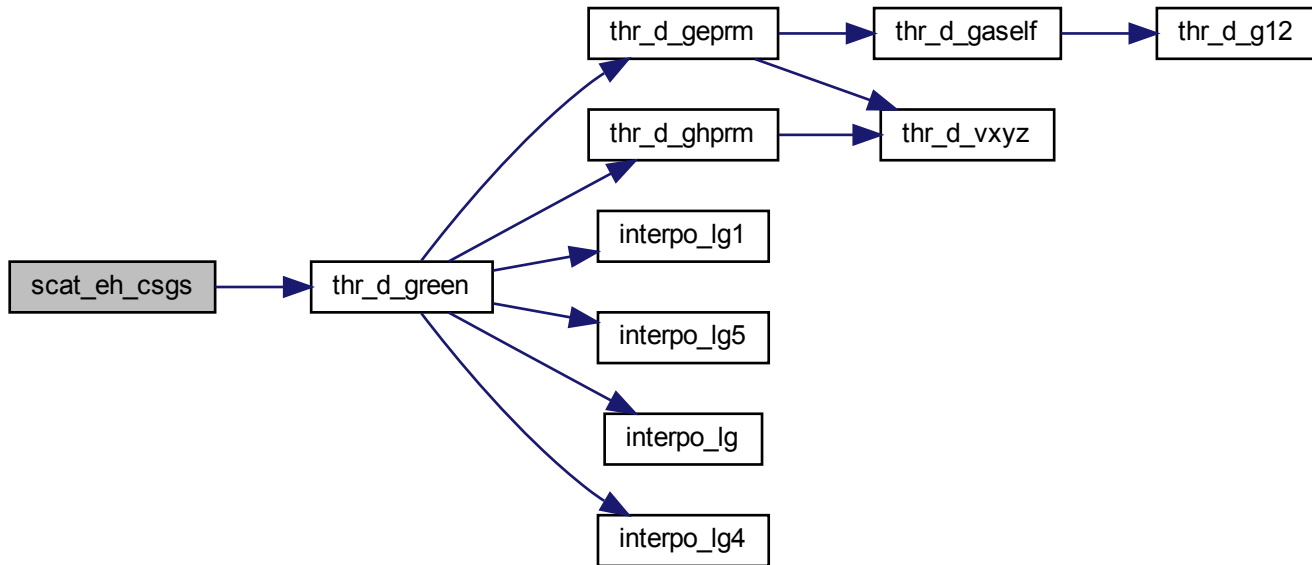 thr_d_geprm
thr_d_gaself
thr_d_g12
thr_d_ghprm
thr_d_vxyz
interpo_lg1
scat_eh_csgs
thr_d_green
interpo_lg5
interpo_lg
interpo_lg4